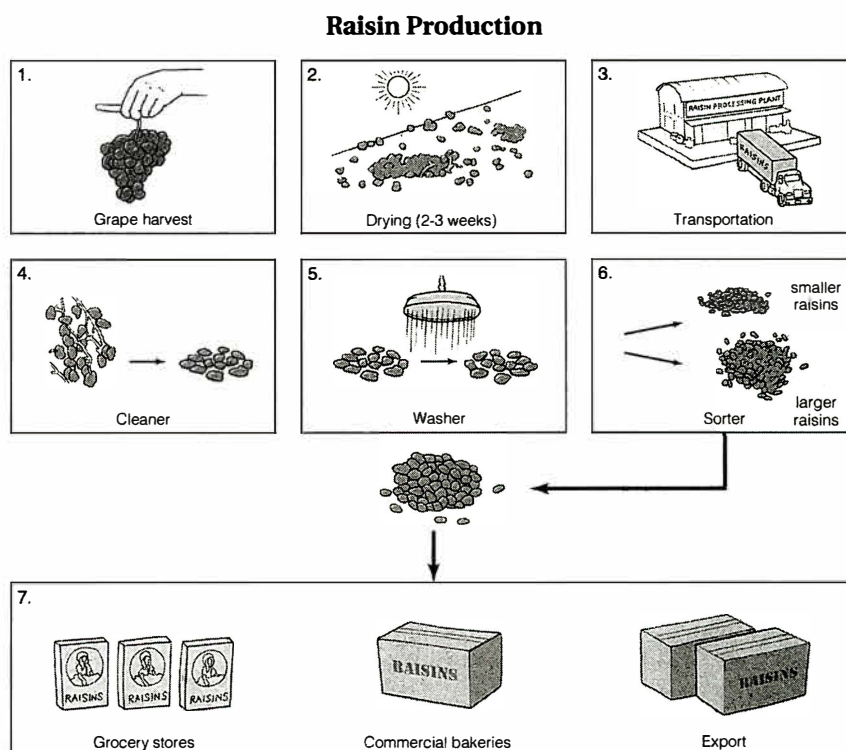 Raisin Production
1.
Grape harvest
2.
Drying (2-3 weeks)
3.
RAISIN PROCESSING PLANT
RAISINS
Transportation
4.
Cleaner
5.
Washer
6.
smaller
raisins
larger
raisins
Sorter
7.
RAISINS
RAISINS
RAISINS
Grocery stores
RAISINS
Commercial bakeries
RAISINS
Export